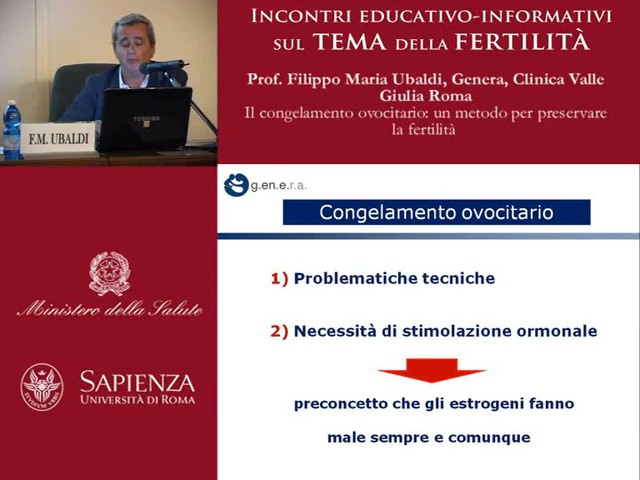 INCONTRI EDUCATIVO-INFORMATIVI
SUL TEMA DELLA FERTILITÀ
Prof. Filippo Maria Ubaldi, Genera, Clinica Valle
Giulia Roma
Il congelamento ovocitario: un metodo per preservare
la fertilità
TOSHIBA
F.M. UBALDI
g.en.e.r.a.
Congelamento ovocitario
1) Problematiche tecniche
2) Necessità di stimolazione ormonale
preconcetto che gli estrogeni fanno
male sempre e comunque
Ministero della Salute
SAPIENZA
UNIVERSITÀ DI ROMA